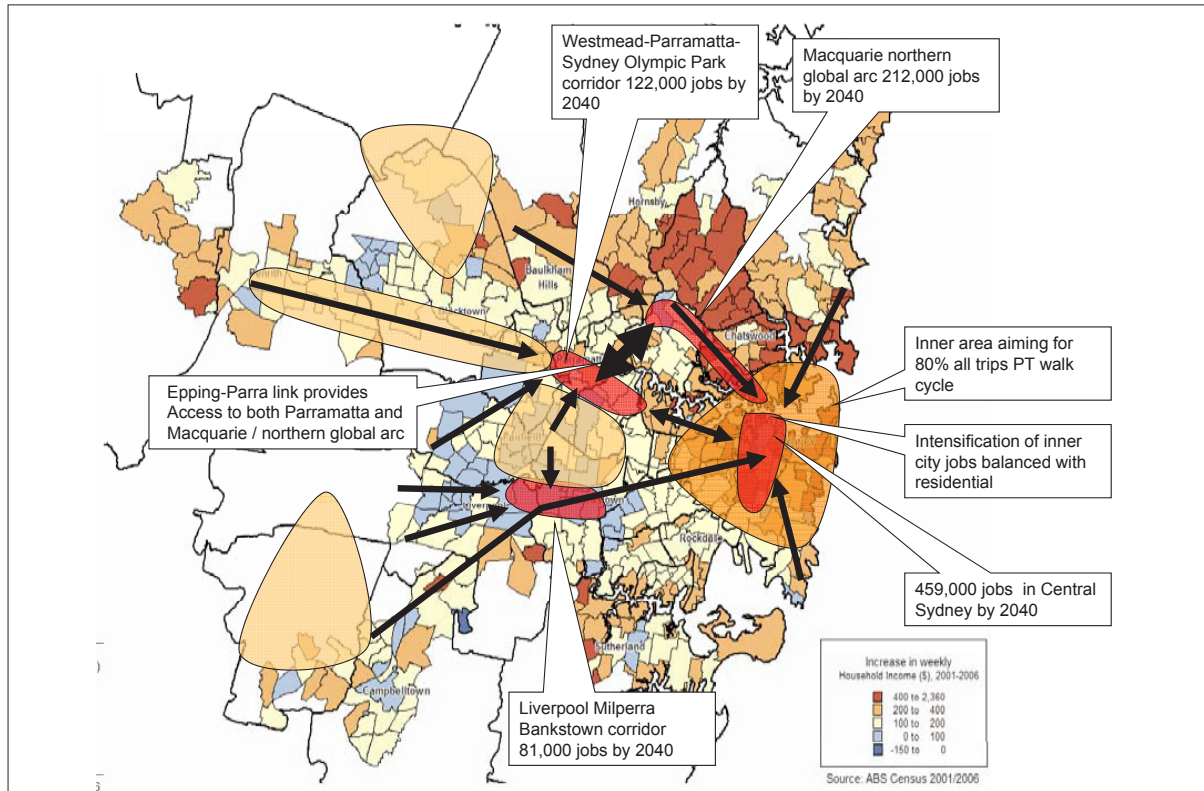 Westmead-Parramatta-
Sydney Olympic Park
corridor 122,000 jobs by
2040
Macquarie northern
global arc 212,000 jobs
by 2040
Hornsby
Baulkham
Hills
Penrith
Blacktown
Chatswood
Inner area aiming for
80% all trips PT walk
cycle
Epping-Parra link provides
Access to both Parramatta and
Macquarie / northern global arc
Fairfield
Intensification of inner
city jobs balanced with
residential
Rockdale
459,000 jobs in Central
Sydney by 2040
Sutherland
Campbelltown
Liverpool Milperra
Bankstown corridor
81,000 jobs by 2040
Increase in weekly
Household Income ($), 2001-2006
400 to 2,360
200 to 400
100 to 200
0 to 100
-150 to 0
Source: ABS Census 2001/2006